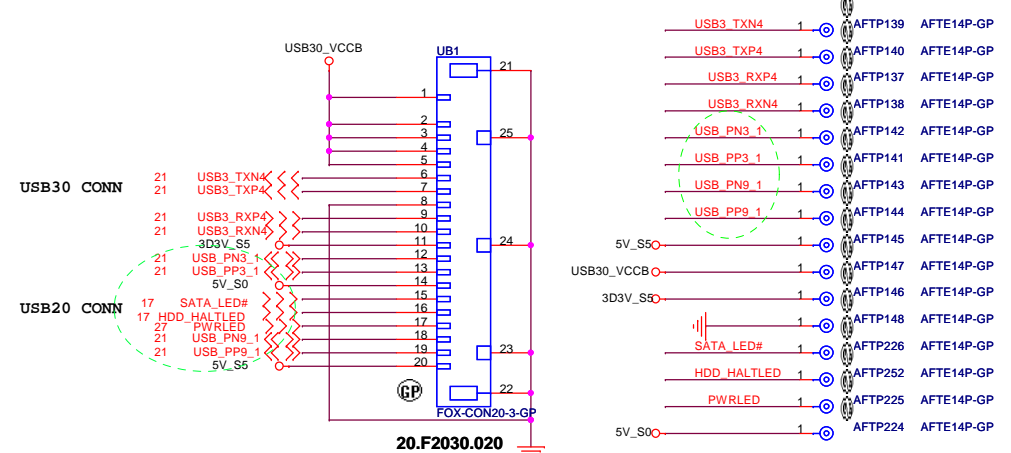 USB30_VCCB
UB1
21
1
2
3
4
5
25
USB30 CONN
21 USB3_TXN4 6
21 USB3_TXP4 7
8
21 USB3_RXP4 9
21 USB3_RXN4 10
3D3V_S5 11
24
21 USB_PN3_1 12
21 USB_PP3_1 13
5V_S0 14
USB20 CONN
17 SATA_LED# 15
17 HDD_HALTLED 16
27 PWRLED 17
21 USB_PN9_1 18
21 USB_PP9_1 19
23
5V_S5 20
22
GP
FOX-CON20-3-GP
20.F2030.020
USB3_TXN4 1 AFTP139 AFTE14P-GP
USB3_TXP4 1 AFTP140 AFTE14P-GP
USB3_RXP4 1 AFTP137 AFTE14P-GP
USB3_RXN4 1 AFTP138 AFTE14P-GP
USB_PN3_1 1 AFTP142 AFTE14P-GP
USB_PP3_1 1 AFTP141 AFTE14P-GP
USB_PN9_1 1 AFTP143 AFTE14P-GP
USB_PP9_1 1 AFTP144 AFTE14P-GP
5V_S5 1 AFTP145 AFTE14P-GP
USB30_VCCB 1 AFTP147 AFTE14P-GP
3D3V_S5 1 AFTP146 AFTE14P-GP
1 AFTP148 AFTE14P-GP
SATA_LED# 1 AFTP226 AFTE14P-GP
HDD_HALTLED 1 AFTP252 AFTE14P-GP
PWRLED 1 AFTP225 AFTE14P-GP
5V_S0 1 AFTP224 AFTE14P-GP